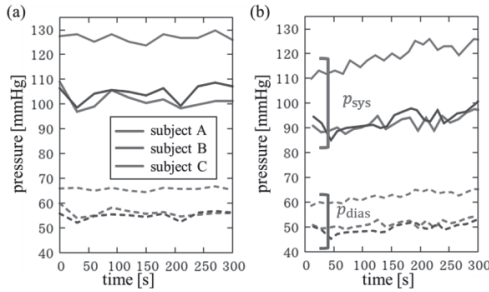 (a)
(b)
pressure [mmHg]
130
120
110
100
90
80
70
60
50
40
subject A
subject B
subject C
0 50 100 150 200 250 300
time [s]
pressure [mmHg]
130
120
110
100
90
80
70
60
50
40
p_sys
p_dias
0 50 100 150 200 250 300
time [s]